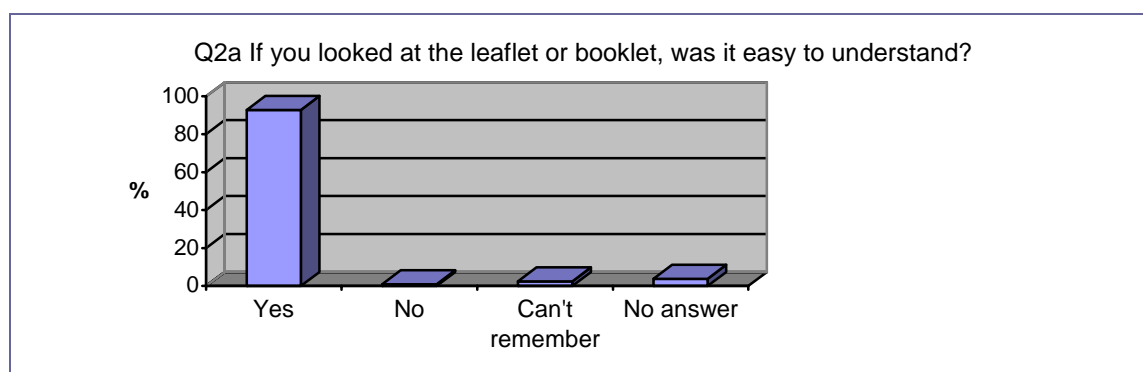 Q2a If you looked at the leaflet or booklet, was it easy to understand?
100
80
60
40
20
0
%
Yes
No
Can't
remember
No answer